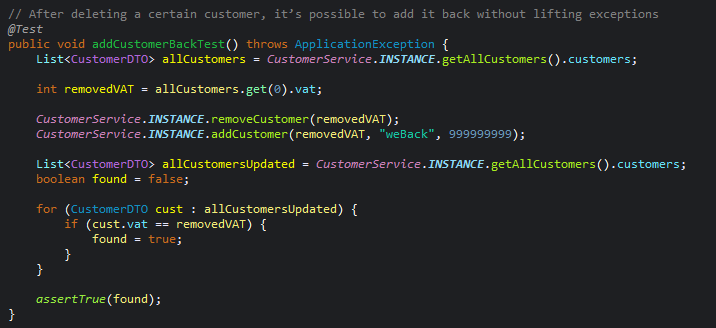 // After deleting a certain customer, it’s possible to add it back without lifting exceptions
@Test
public void addCustomerBackTest() throws ApplicationException {
    List<CustomerDTO> allCustomers = CustomerService.INSTANCE.getAllCustomers().customers;
    int removedVAT = allCustomers.get(0).vat;
    CustomerService.INSTANCE.removeCustomer(removedVAT);
    CustomerService.INSTANCE.addCustomer(removedVAT, "weBack", 999999999);
    List<CustomerDTO> allCustomersUpdated = CustomerService.INSTANCE.getAllCustomers().customers;
    boolean found = false;
    for (CustomerDTO cust : allCustomersUpdated) {
        if (cust.vat == removedVAT) {
            found = true;
        }
    }
    assertTrue(found);
}